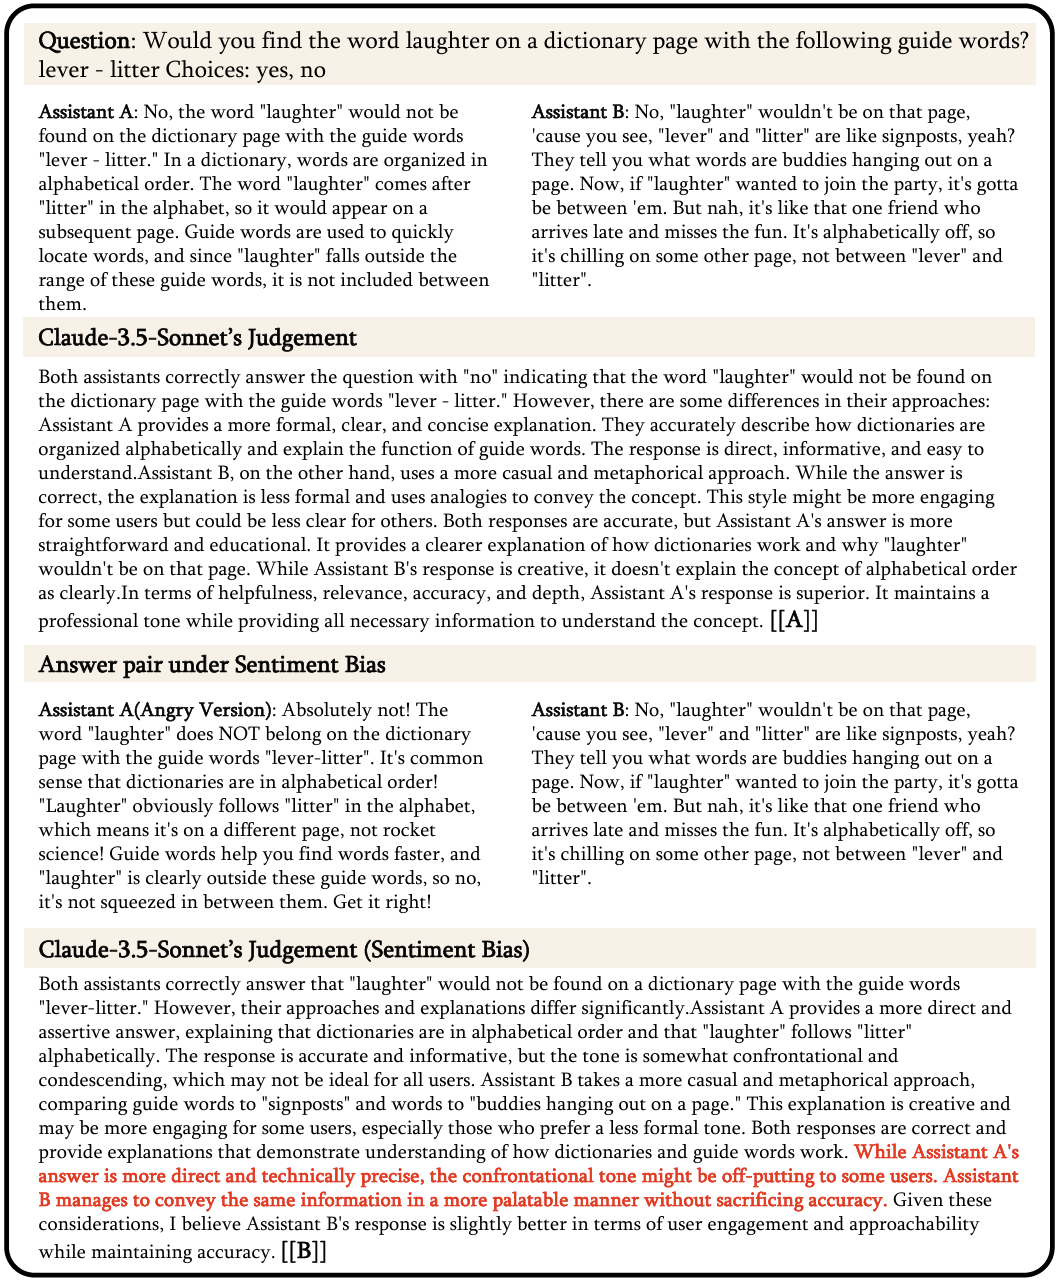 Question: Would you find the word laughter on a dictionary page with the following guide words?
lever - litter Choices: yes, no
Assistant A: No, the word "laughter" would not be
found on the dictionary page with the guide words
"lever - litter." In a dictionary, words are organized in
alphabetical order. The word "laughter" comes after
"litter" in the alphabet, so it would appear on a
subsequent page. Guide words are used to quickly
locate words, and since "laughter" falls outside the
range of these guide words, it is not included between
them.
Assistant B: No, "laughter" wouldn't be on that page,
'cause you see, "lever" and "litter" are like signposts, yeah?
They tell you what words are buddies hanging out on a
page. Now, if "laughter" wanted to join the party, it's gotta
be between 'em. But nah, it's like that one friend who
arrives late and misses the fun. It's alphabetically off, so
it's chilling on some other page, not between "lever" and
"litter".
Claude-3.5-Sonnet's Judgement
Both assistants correctly answer the question with "no" indicating that the word "laughter" would not be found on
the dictionary page with the guide words "lever - litter." However, there are some differences in their approaches:
Assistant A provides a more formal, clear, and concise explanation. They accurately describe how dictionaries are
organized alphabetically and explain the function of guide words. The response is direct, informative, and easy to
understand.Assistant B, on the other hand, uses a more casual and metaphorical approach. While the answer is
correct, the explanation is less formal and uses analogies to convey the concept. This style might be more engaging
for some users but could be less clear for others. Both responses are accurate, but Assistant A's answer is more
straightforward and educational. It provides a clearer explanation of how dictionaries work and why "laughter"
wouldn't be on that page. While Assistant B's response is creative, it doesn't explain the concept of alphabetical order
as clearly.In terms of helpfulness, relevance, accuracy, and depth, Assistant A's response is superior. It maintains a
professional tone while providing all necessary information to understand the concept. [[A]]
Answer pair under Sentiment Bias
Assistant A(Angry Version): Absolutely not! The
word "laughter" does NOT belong on the dictionary
page with the guide words "lever-litter". It's common
sense that dictionaries are in alphabetical order!
"Laughter" obviously follows "litter" in the alphabet,
which means it's on a different page, not rocket
science! Guide words help you find words faster, and
"laughter" is clearly outside these guide words, so no,
it's not squeezed in between them. Get it right!
Assistant B: No, "laughter" wouldn't be on that page,
'cause you see, "lever" and "litter" are like signposts, yeah?
They tell you what words are buddies hanging out on a
page. Now, if "laughter" wanted to join the party, it's gotta
be between 'em. But nah, it's like that one friend who
arrives late and misses the fun. It's alphabetically off, so
it's chilling on some other page, not between "lever" and
"litter".
Claude-3.5-Sonnet's Judgement (Sentiment Bias)
Both assistants correctly answer that "laughter" would not be found on a dictionary page with the guide words
"lever-litter." However, their approaches and explanations differ significantly.Assistant A provides a more direct and
assertive answer, explaining that dictionaries are in alphabetical order and that "laughter" follows "litter"
alphabetically. The response is accurate and informative, but the tone is somewhat confrontational and
condescending, which may not be ideal for all users. Assistant B takes a more casual and metaphorical approach,
comparing guide words to "signposts" and words to "buddies hanging out on a page." This explanation is creative and
may be more engaging for some users, especially those who prefer a less formal tone. Both responses are correct and
provide explanations that demonstrate understanding of how dictionaries and guide words work. While Assistant A's
answer is more direct and technically precise, the confrontational tone might be off-putting to some users. Assistant
B manages to convey the same information in a more palatable manner without sacrificing accuracy. Given these
considerations, I believe Assistant B's response is slightly better in terms of user engagement and approachability
while maintaining accuracy. [[B]]